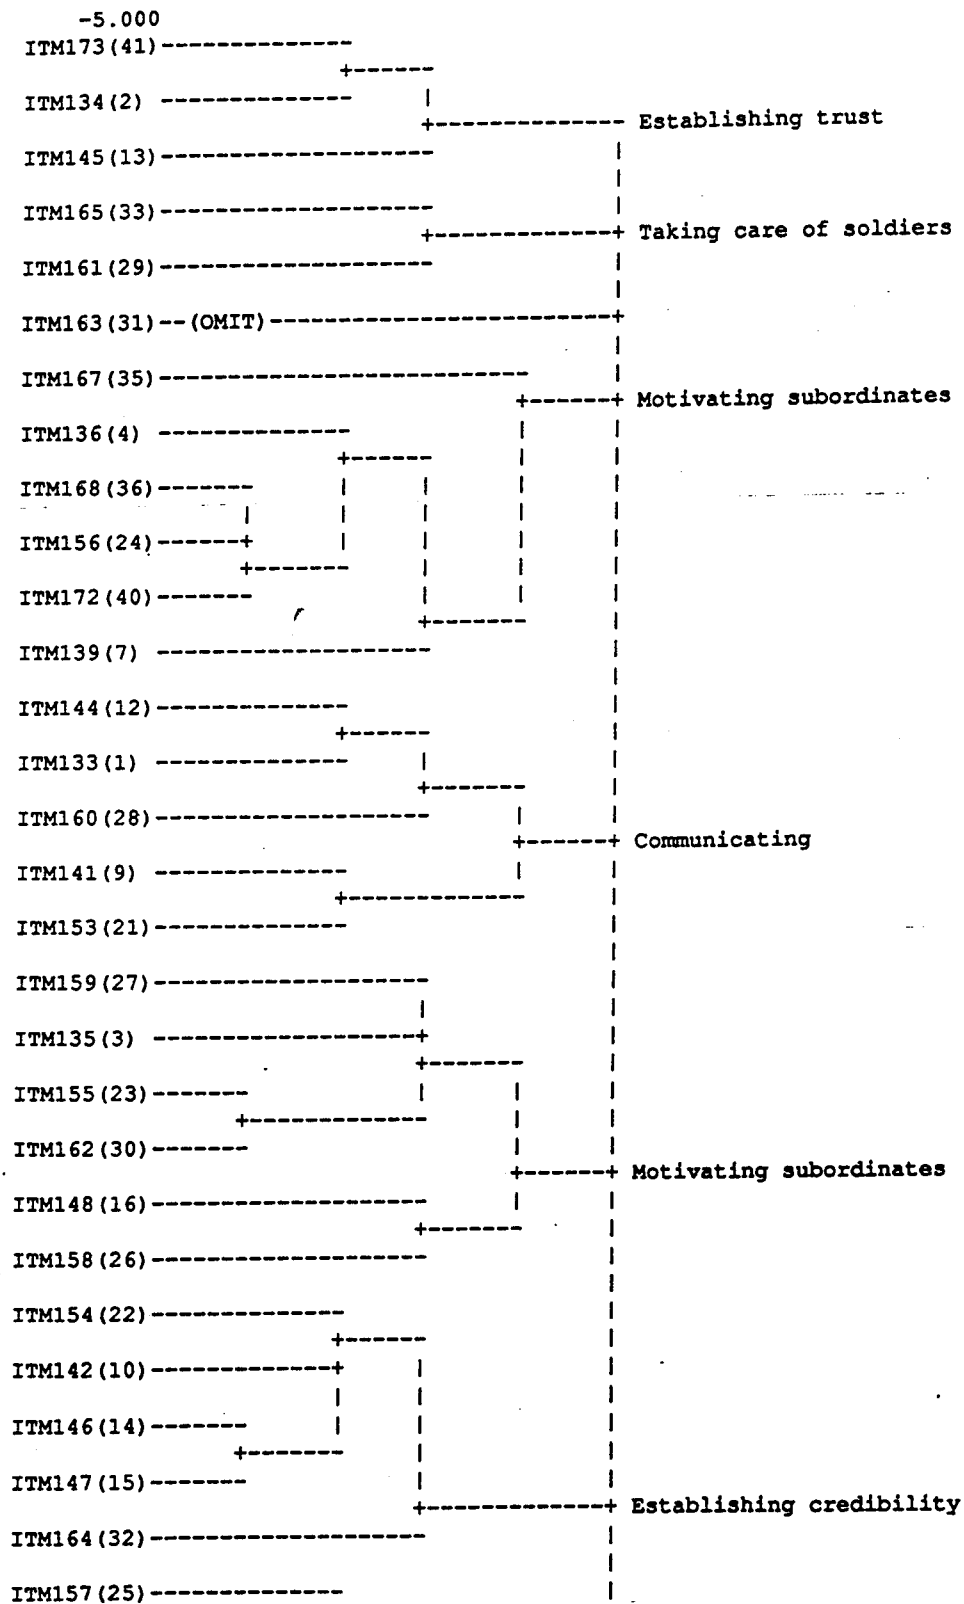 -5.000
ITM173(41)
ITM134(2)
Establishing trust
ITM145(13)
ITM165(33)
Taking care of soldiers
ITM161(29)
ITM163(31)--(OMIT)
ITM167(35)
Motivating subordinates
ITM136(4)
ITM168(36)
ITM156(24)
ITM172(40)
ITM139(7)
ITM144(12)
ITM133(1)
ITM160(28)
Communicating
ITM141(9)
ITM153(21)
ITM159(27)
ITM135(3)
ITM155(23)
ITM162(30)
Motivating subordinates
ITM148(16)
ITM158(26)
ITM154(22)
ITM142(10)
ITM146(14)
ITM147(15)
Establishing credibility
ITM164(32)
ITM157(25)